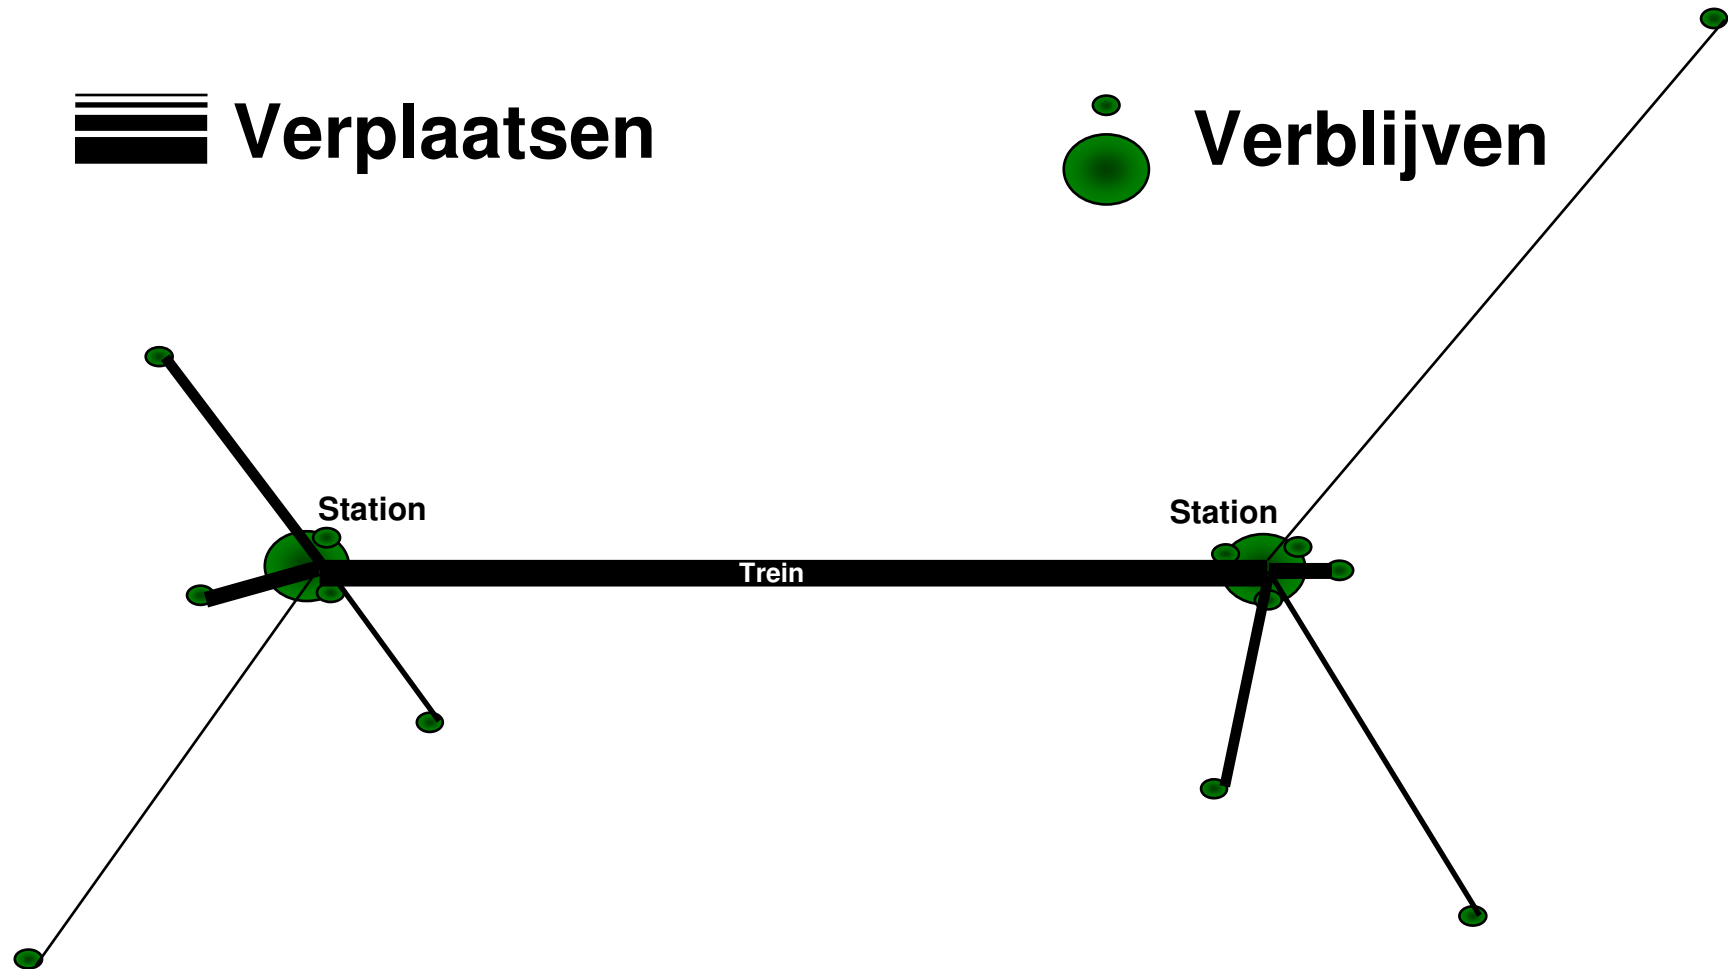 Verplaatsen
Verblijven
Station
Station
Trein